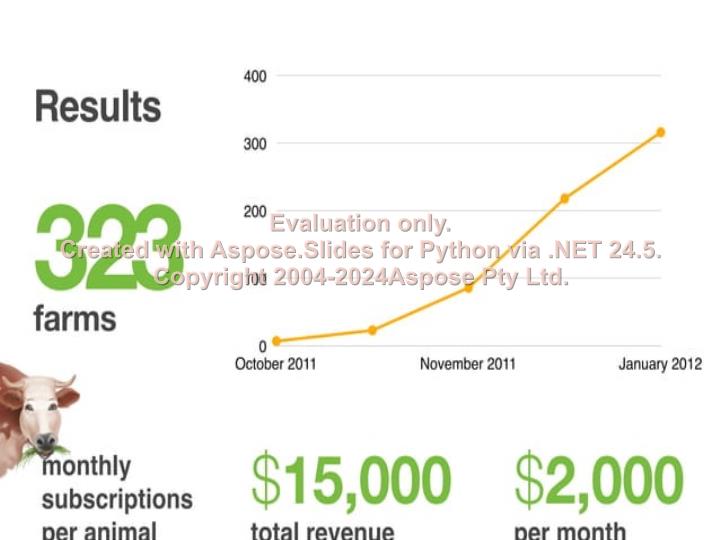 Results
323
farms
400
300
200
100
0
October 2011
November 2011
January 2012
Evaluation only.
Created with Aspose.Slides for Python via .NET 24.5.
Copyright 2004-2024Aspose Pty Ltd.
monthly
subscriptions
per animal
$15,000
total revenue
$2,000
per month